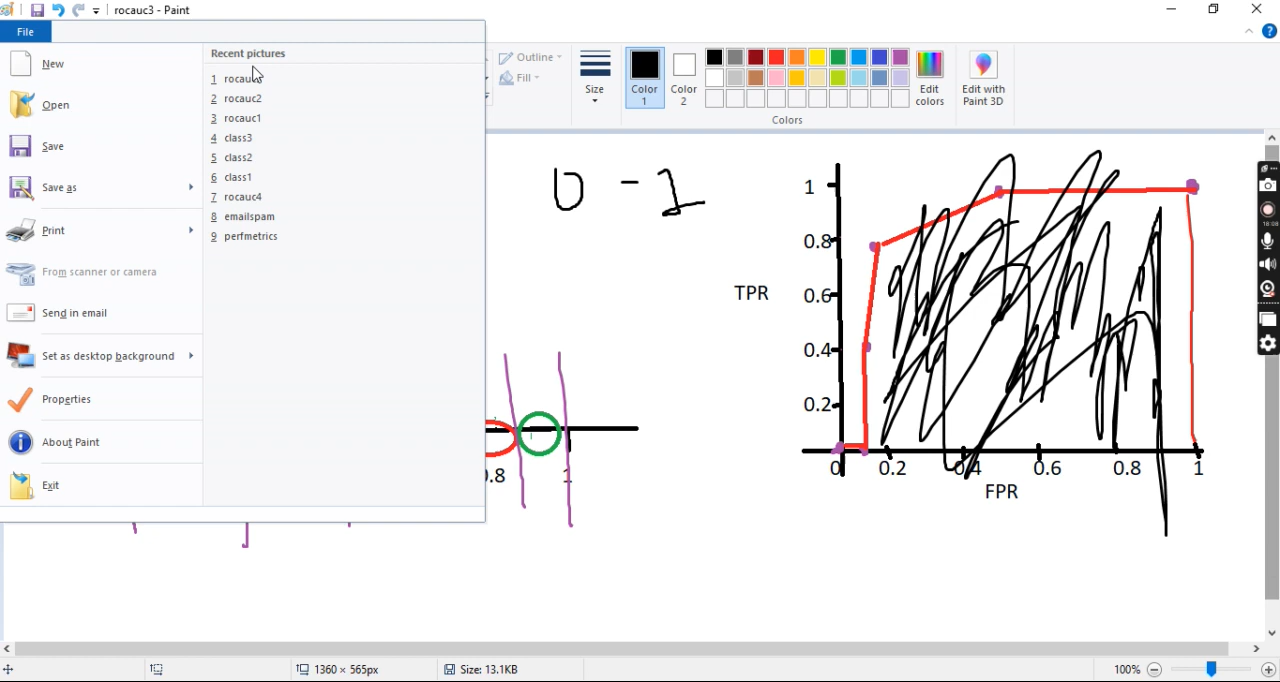 rocauc3 - Paint
File
Recent pictures
New
1 rocauc
2 rocauc2
3 rocauc1
4 class3
5 class2
6 class1
7 rocauc4
8 emailspam
9 perfmetrics
Open
Save
Save as
Print
From scanner or camera
Send in email
Set as desktop background
Properties
About Paint
Exit
Outline
Fill
Size
Color 1
Color 2
Edit colors
Edit with Paint 3D
Colors
18:08
0 - 1
1
0.8
TPR
0.6
0.4
0.2
0 0.2 0.4 0.6 0.8 1
FPR
0.8 1
1360 × 565px
Size: 13.1KB
100%